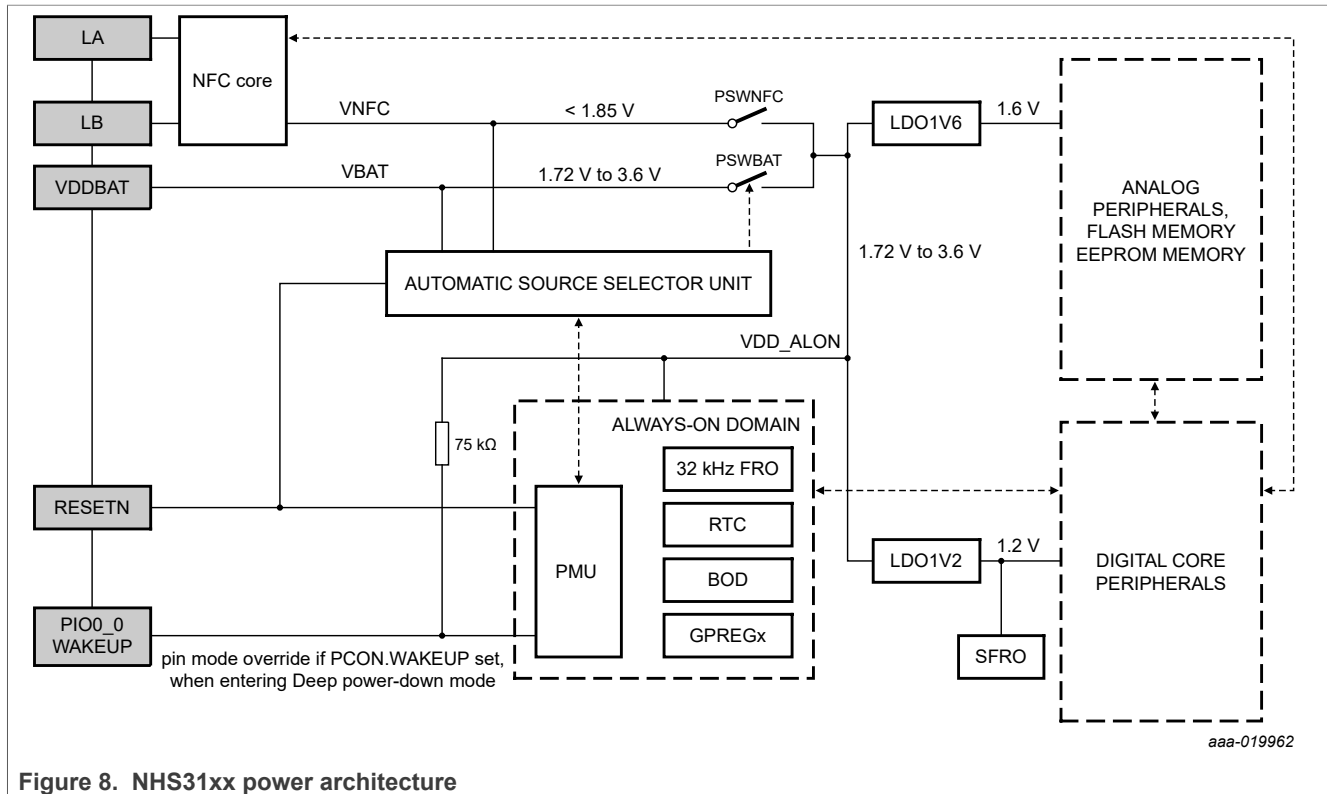 LA
NFC core
LB
VNFC
< 1.85 V
PSWNFC
LDO1V6
1.6 V
VDDBAT
VBAT
1.72 V to 3.6 V
PSWBAT
ANALOG
PERIPHERALS,
FLASH MEMORY
EEPROM MEMORY
1.72 V to 3.6 V
AUTOMATIC SOURCE SELECTOR UNIT
VDD_ALON
75 kΩ
ALWAYS-ON DOMAIN
32 kHz FRO
RTC
BOD
GPREGx
PMU
RESETN
PIO0_0
WAKEUP
pin mode override if PCON.WAKEUP set,
when entering Deep power-down mode
LDO1V2
1.2 V
SFRO
DIGITAL CORE
PERIPHERALS
aaa-019962
Figure 8. NHS31xx power architecture